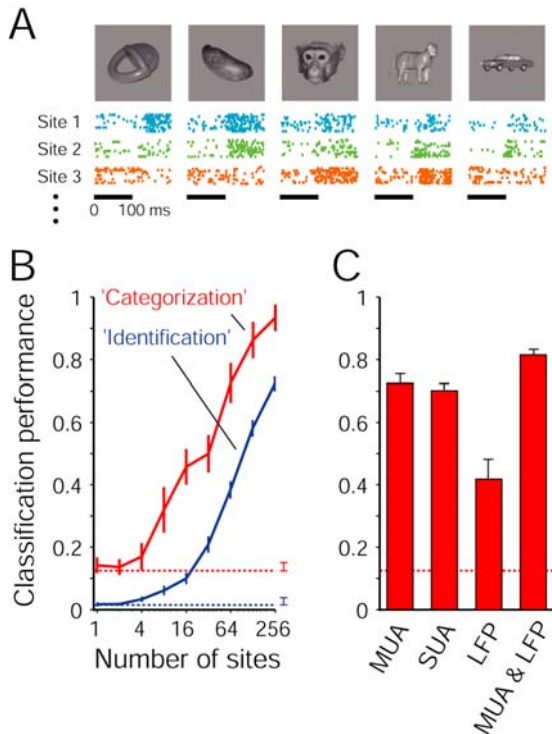 A
Site 1
Site 2
Site 3
0 100 ms
B
Classification performance
1
0.8
0.6
0.4
0.2
0
'Categorization'
'Identification'
1 4 16 64 256
Number of sites
C
1
0.8
0.6
0.4
0.2
0
MUA
SUA
LFP
MUA & LFP